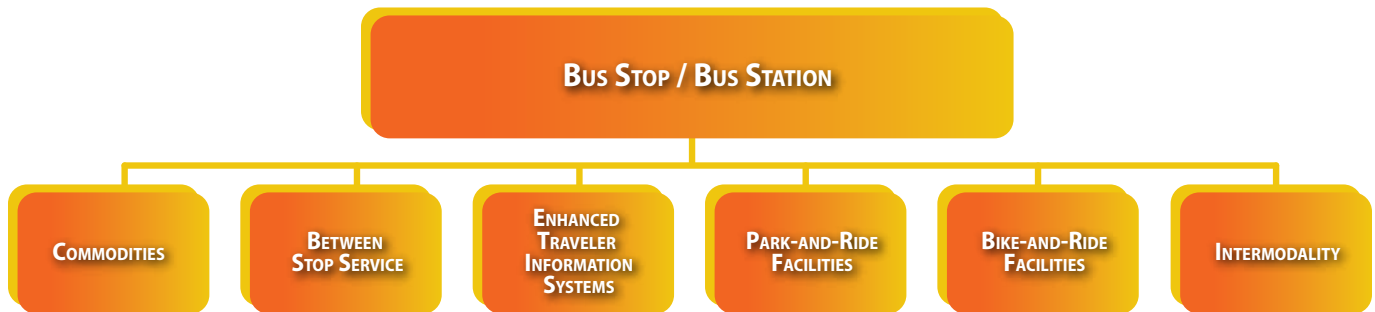 Bus Stop / Bus Station
Commodities
Between
Stop Service
Enhanced
Traveler
Information
Systems
Park-and-Ride
Facilities
Bike-and-Ride
Facilities
Intermodality